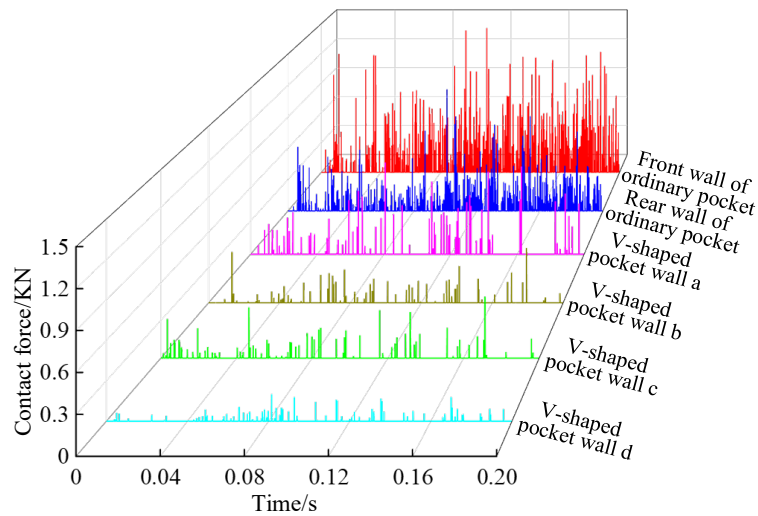 1.5
1.2
0.9
0.6
0.3
0
Contact force/KN
0
0.04
0.08
0.12
0.16
0.20
Time/s
Front wall of
ordinary pocket
Rear wall of
ordinary pocket
V-shaped
pocket wall a
V-shaped
pocket wall b
V-shaped
pocket wall c
V-shaped
pocket wall d